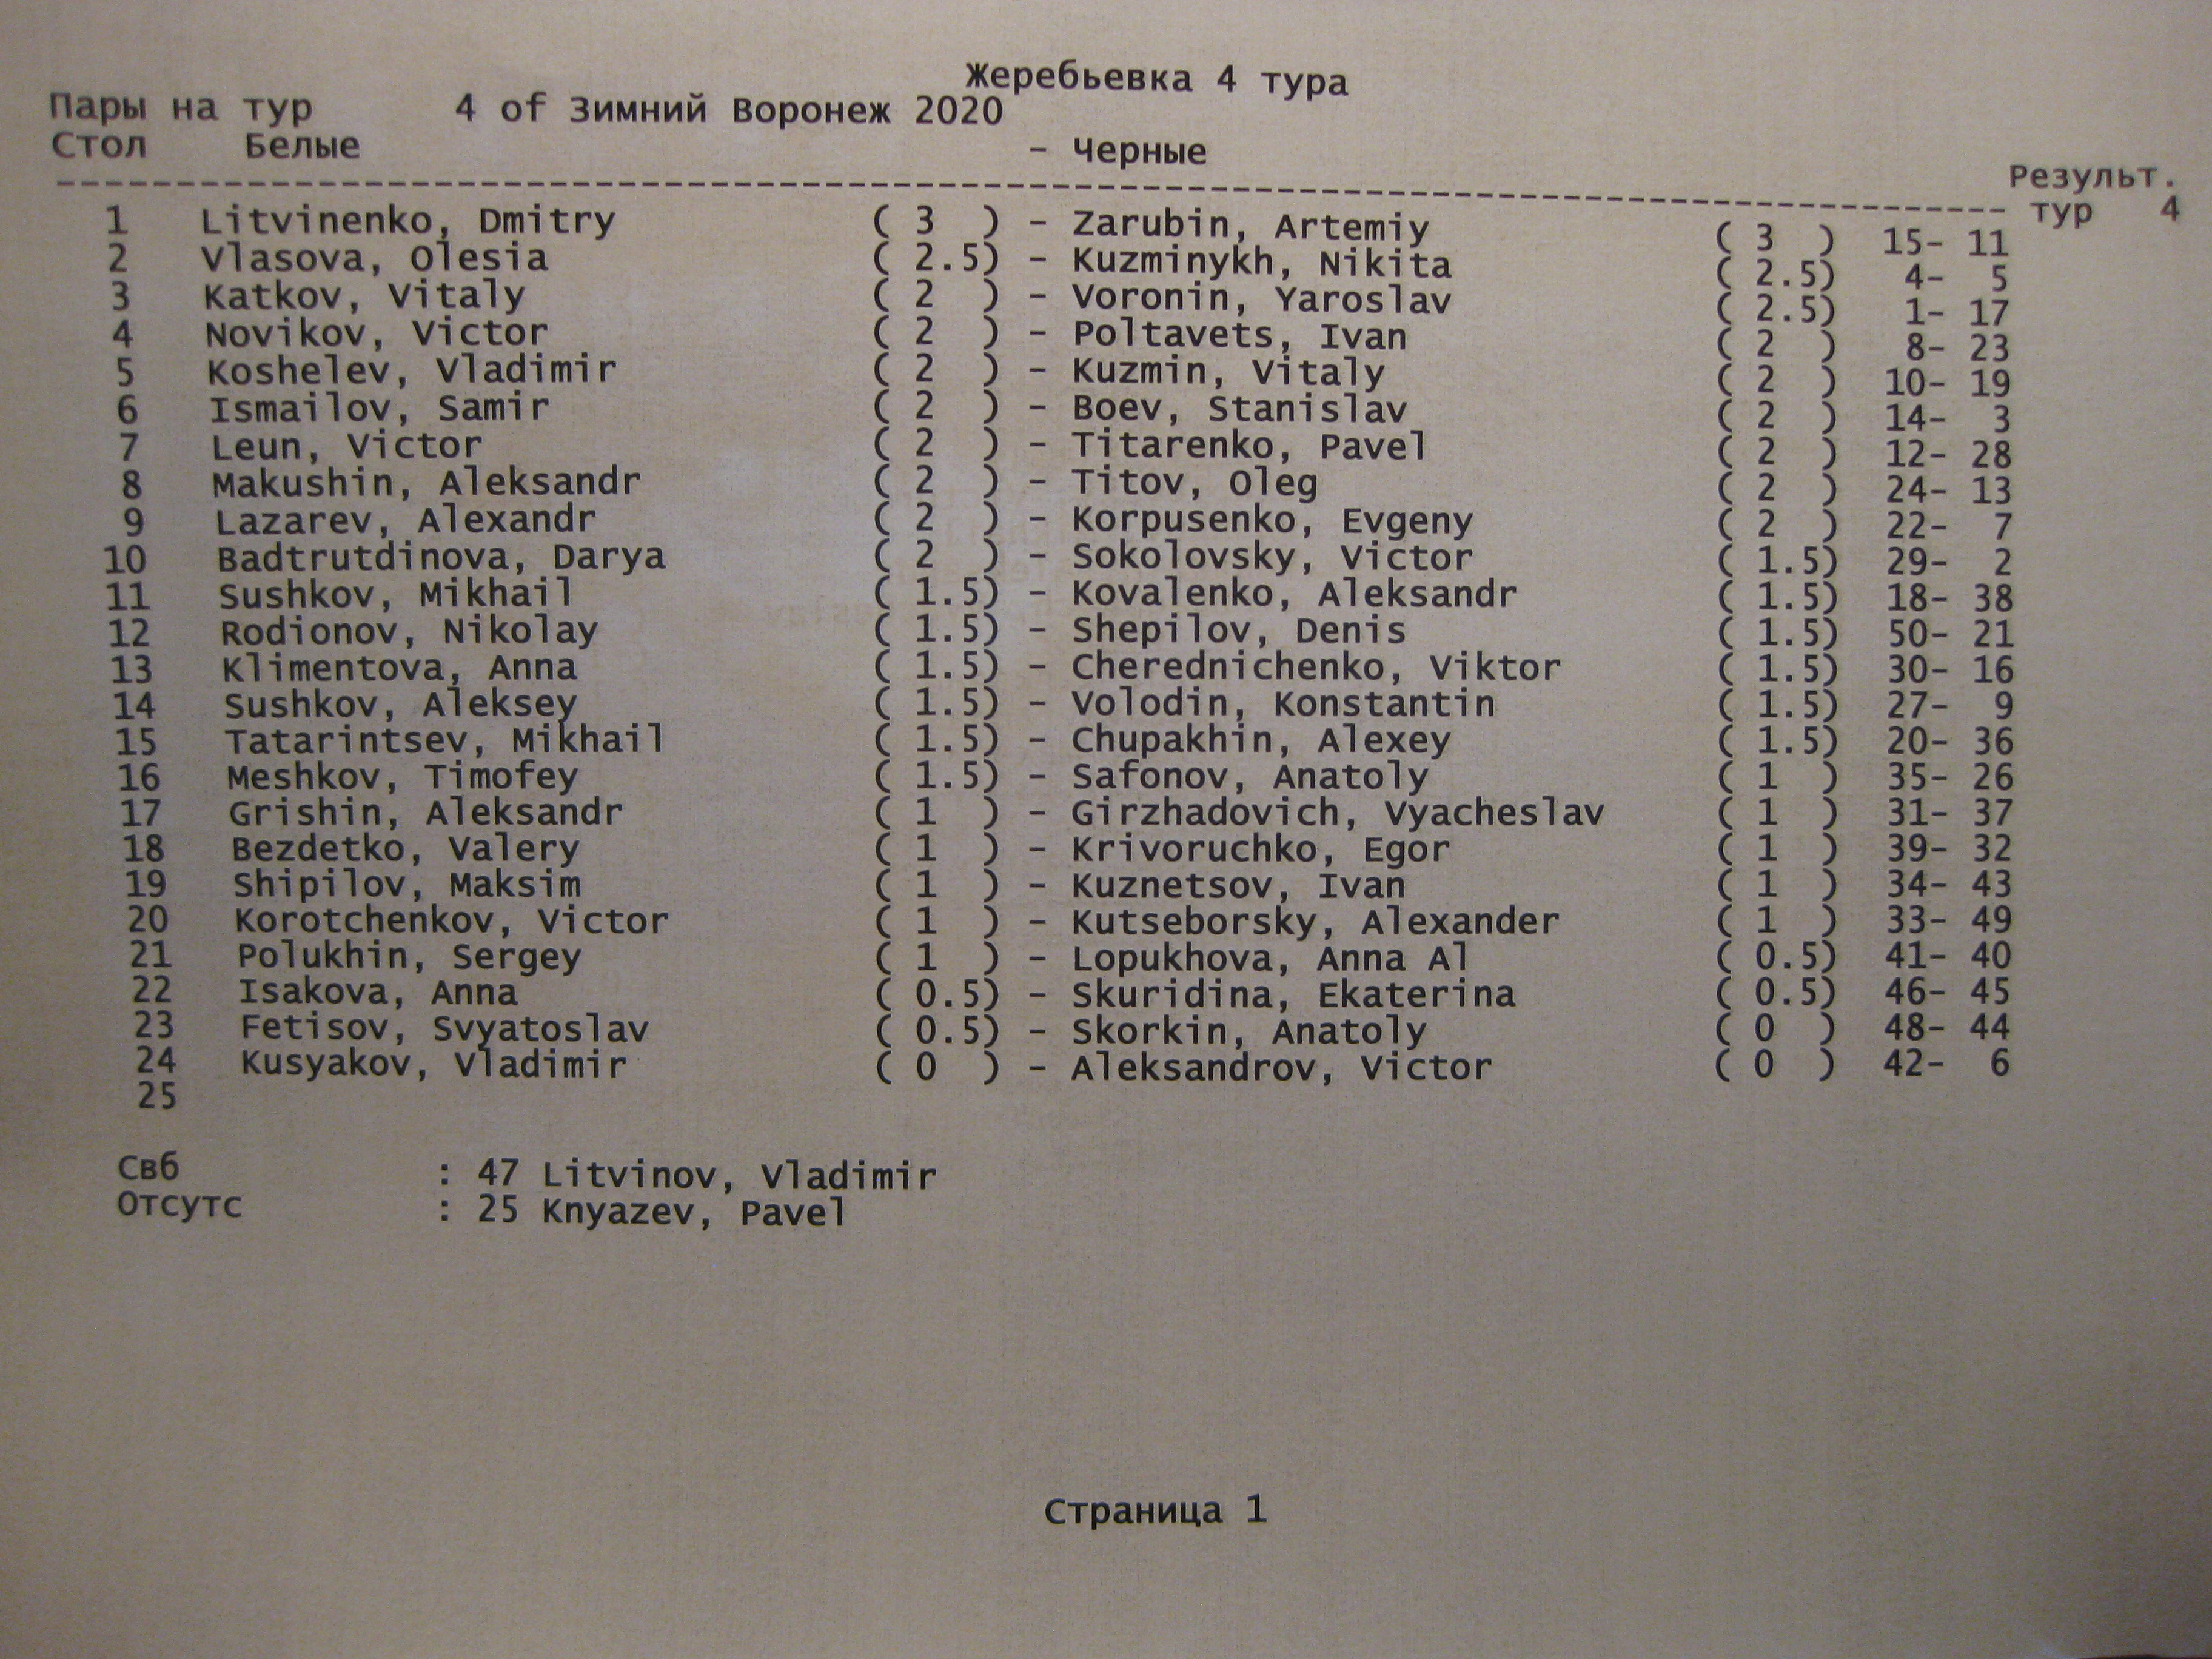 Жеребьевка 4 тура
Пары на тур 4 of Зимний Воронеж 2020
Стол Белые - Черные Результ.
тур 4
1 Litvinenko, Dmitry ( 3 ) - Zarubin, Artemiy ( 3 ) 15- 11
2 Vlasova, Olesia ( 2.5) - Kuzminykh, Nikita ( 2.5) 4- 5
3 Katkov, Vitaly ( 2 ) - Voronin, Yaroslav ( 2.5) 1- 17
4 Novikov, Victor ( 2 ) - Poltavets, Ivan ( 2 ) 8- 23
5 Koshelev, Vladimir ( 2 ) - Kuzmin, Vitaly ( 2 ) 10- 19
6 Ismailov, Samir ( 2 ) - Boev, Stanislav ( 2 ) 14- 3
7 Leun, Victor ( 2 ) - Titarenko, Pavel ( 2 ) 12- 28
8 Makushin, Aleksandr ( 2 ) - Titov, Oleg ( 2 ) 24- 13
9 Lazarev, Alexandr ( 2 ) - Korpusenko, Evgeny ( 2 ) 22- 7
10 Badtrutdinova, Darya ( 2 ) - Sokolovsky, Victor ( 1.5) 29- 2
11 Sushkov, Mikhail ( 1.5) - Kovalenko, Aleksandr ( 1.5) 18- 38
12 Rodionov, Nikolay ( 1.5) - Shepilov, Denis ( 1.5) 50- 21
13 Klimentova, Anna ( 1.5) - Cherednichenko, Viktor ( 1.5) 30- 16
14 Sushkov, Aleksey ( 1.5) - Volodin, Konstantin ( 1.5) 27- 9
15 Tatarintsev, Mikhail ( 1.5) - Chupakhin, Alexey ( 1.5) 20- 36
16 Meshkov, Timofey ( 1.5) - Safonov, Anatoly ( 1 ) 35- 26
17 Grishin, Aleksandr ( 1 ) - Girzhadovich, Vyacheslav ( 1 ) 31- 37
18 Bezdetko, Valery ( 1 ) - Krivoruchko, Egor ( 1 ) 39- 32
19 Shipilov, Maksim ( 1 ) - Kuznetsov, Ivan ( 1 ) 34- 43
20 Korotchenkov, Victor ( 1 ) - Kutseborsky, Alexander ( 1 ) 33- 49
21 Polukhin, Sergey ( 1 ) - Lopukhova, Anna Al ( 0.5) 41- 40
22 Isakova, Anna ( 0.5) - Skuridina, Ekaterina ( 0.5) 46- 45
23 Fetisov, Svyatoslav ( 0.5) - Skorkin, Anatoly ( 0 ) 48- 44
24 Kusyakov, Vladimir ( 0 ) - Aleksandrov, Victor ( 0 ) 42- 6
25
Свб : 47 Litvinov, Vladimir
Отсутс : 25 Knyazev, Pavel
Страница 1